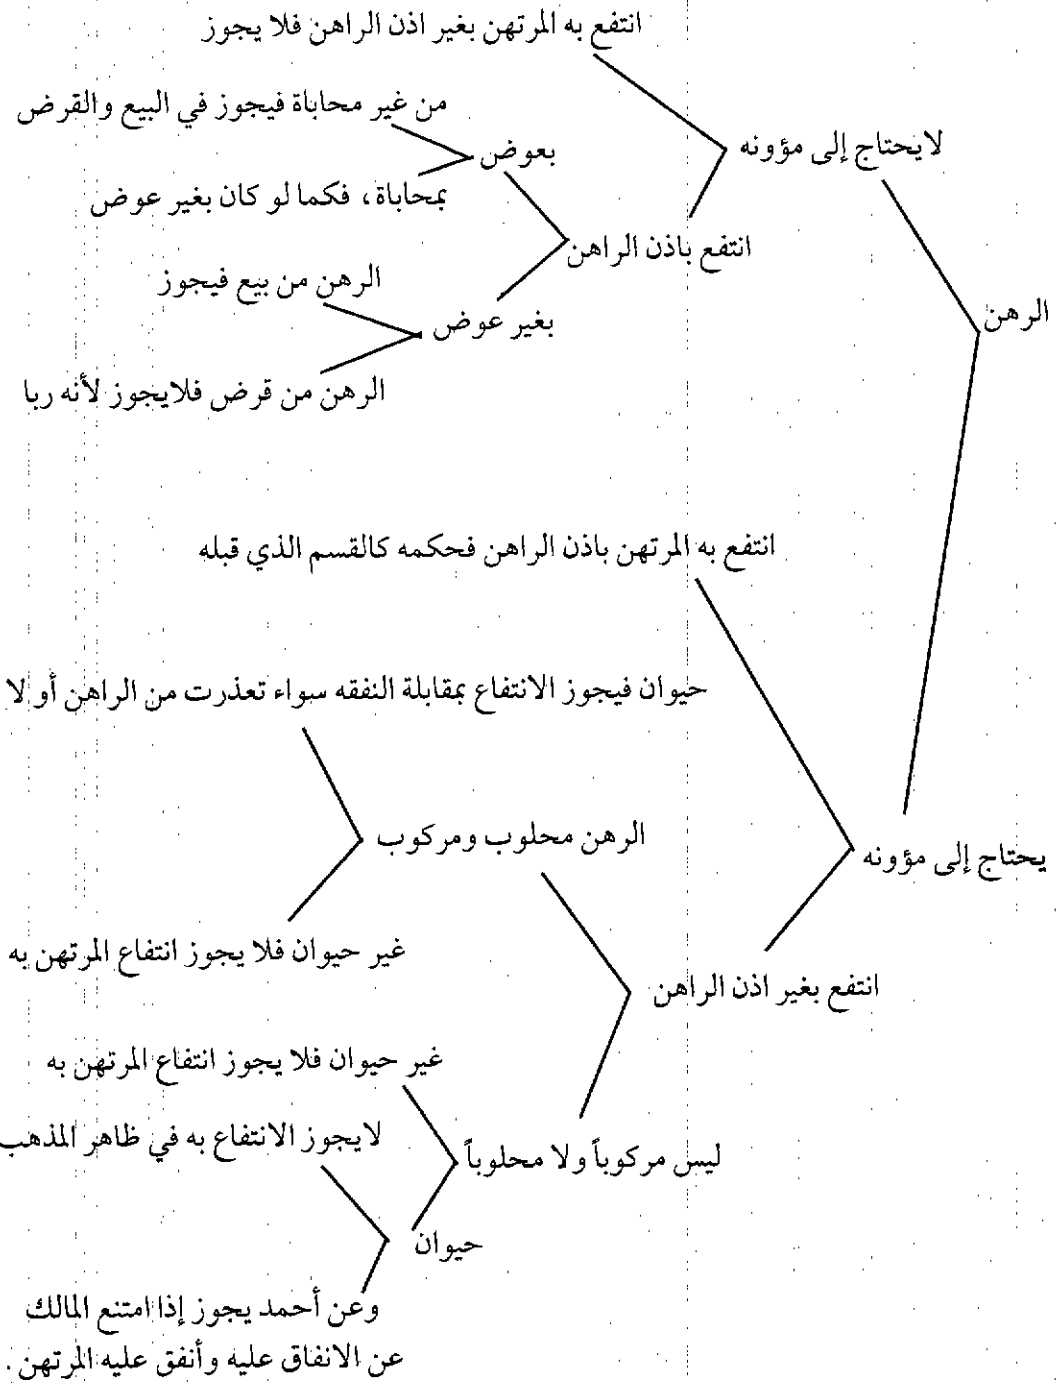 انتفع به المرتهن بغير اذن الراهن فلا يجوز
من غير محاباة فيجوز في البيع والقرض
لايحتاج إلى مؤونه
بعوض
بمحاباة، فكما لو كان بغير عوض
انتفع باذن الراهن
الرهن من بيع فيجوز
الرهن
بغير عوض
الرهن من قرض فلايجوز لأنه ربا
انتفع به المرتهن باذن الراهن فحكمه كالقسم الذي قبله
حيوان فيجوز الانتفاع بمقابلة النفقه سواء تعذرت من الراهن أو لا
الرهن محلوب ومركوب
يحتاج إلى مؤونه
غير حيوان فلا يجوز انتفاع المرتهن به
انتفع بغير اذن الراهن
غير حيوان فلا يجوز انتفاع المرتهن به
لايجوز الانتفاع به في ظاهر المذهب
ليس مركوباً ولا محلوباً
حيوان
وعن أحمد يجوز إذا امتنع المالك
عن الانفاق عليه وأنفق عليه المرتهن .